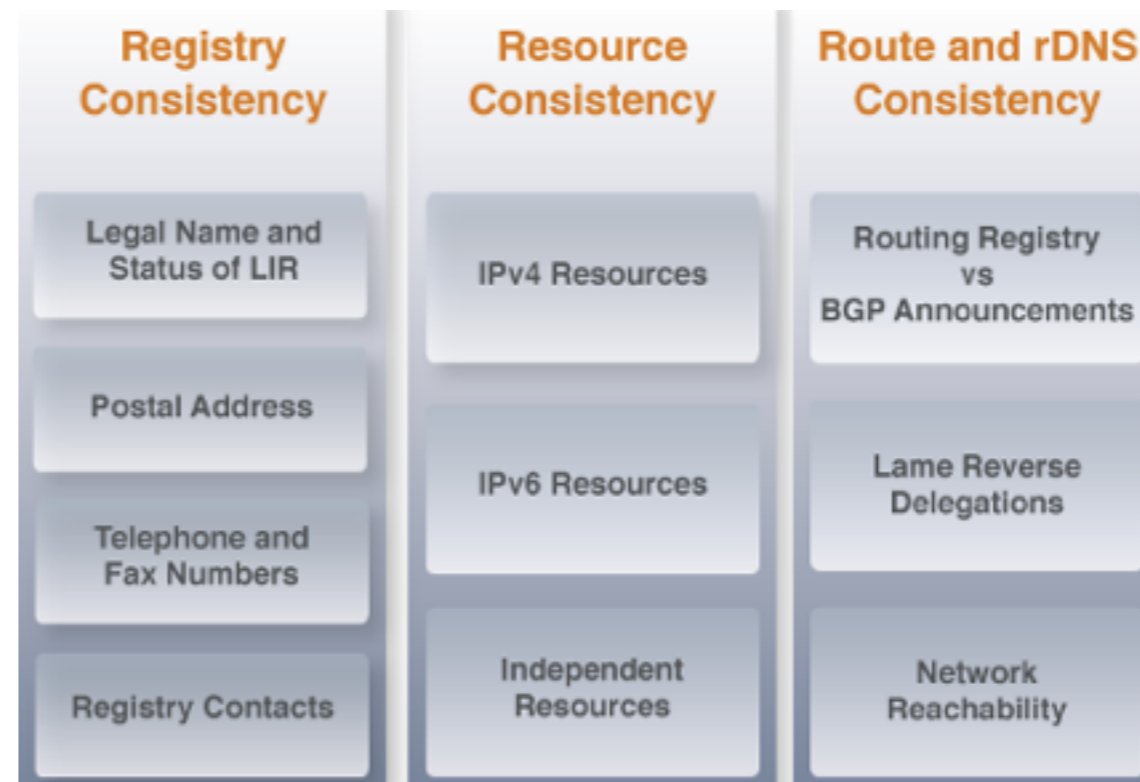 Registry
Consistency
Legal Name and
Status of LIR
Postal Address
Telephone and
Fax Numbers
Registry Contacts
Resource
Consistency
IPv4 Resources
IPv6 Resources
Independent
Resources
Route and rDNS
Consistency
Routing Registry
vs
BGP Announcements
Lame Reverse
Delegations
Network
Reachability